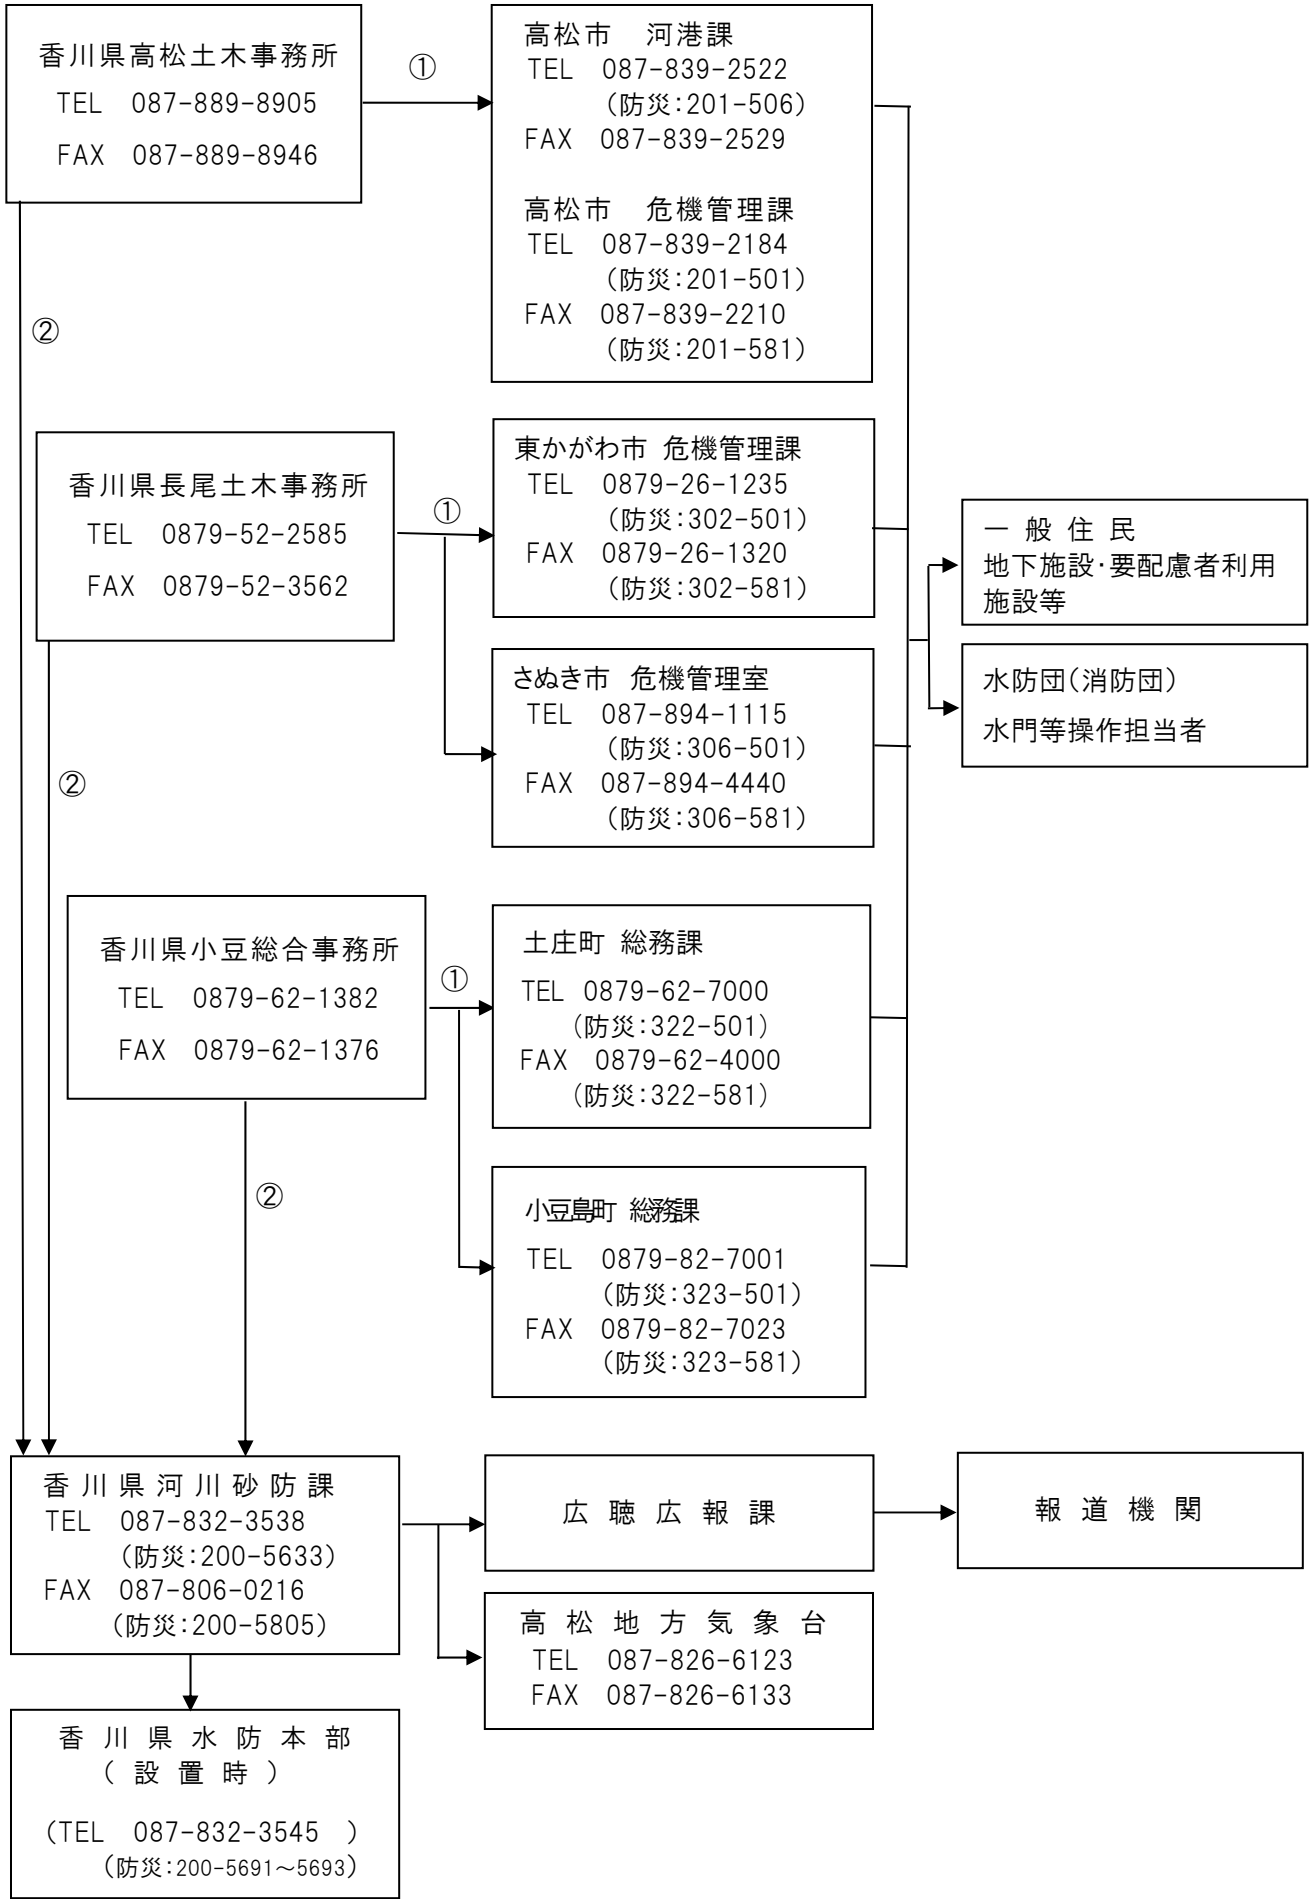 香川県高松土木事務所
TEL 087-889-8905
FAX 087-889-8946
①
高松市 河港課
TEL 087-839-2522
(防災:201-506)
FAX 087-839-2529
高松市 危機管理課
TEL 087-839-2184
(防災:201-501)
FAX 087-839-2210
(防災:201-581)
②
香川県長尾土木事務所
TEL 0879-52-2585
FAX 0879-52-3562
①
東かがわ市 危機管理課
TEL 0879-26-1235
(防災:302-501)
FAX 0879-26-1320
(防災:302-581)
さぬき市 危機管理室
TEL 087-894-1115
(防災:306-501)
FAX 087-894-4440
(防災:306-581)
一般住民
地下施設・要配慮者利用
施設等
水防団(消防団)
水門等操作担当者
②
香川県小豆総合事務所
TEL 0879-62-1382
FAX 0879-62-1376
①
土庄町 総務課
TEL 0879-62-7000
(防災:322-501)
FAX 0879-62-4000
(防災:322-581)
②
小豆島町 総務課
TEL 0879-82-7001
(防災:323-501)
FAX 0879-82-7023
(防災:323-581)
香川県河川砂防課
TEL 087-832-3538
(防災:200-5633)
FAX 087-806-0216
(防災:200-5805)
広聴広報課
報道機関
高松地方気象台
TEL 087-826-6123
FAX 087-826-6133
香川県水防本部
(設置時)
(TEL 087-832-3545 )
(防災:200-5691～5693)